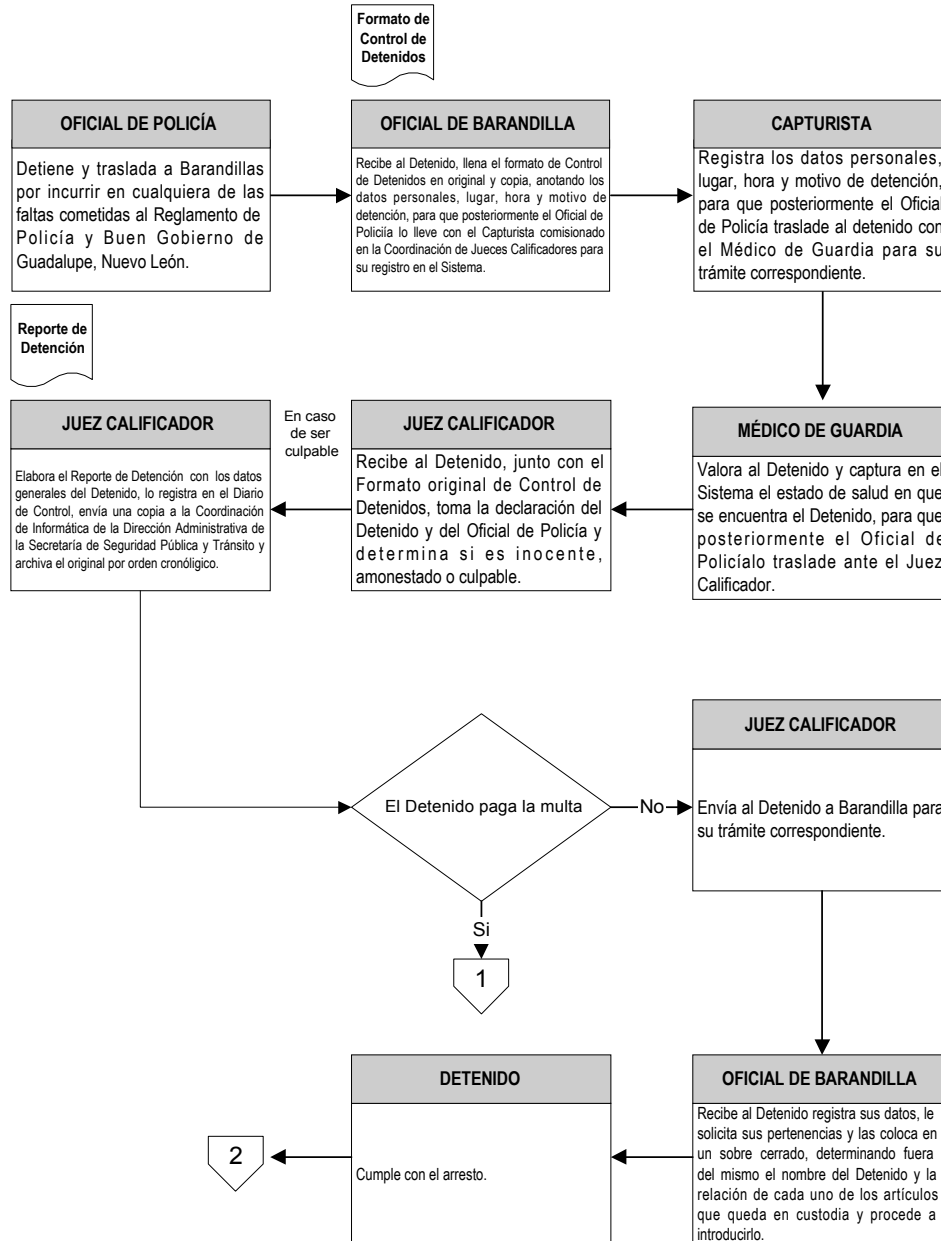 Formato de
Control de
Detenidos
OFICIAL DE POLICÍA
Detiene y traslada a Barandillas
por incurrir en cualquiera de las
faltas cometidas al Reglamento de
Policía y Buen Gobierno de
Guadalupe, Nuevo León.
OFICIAL DE BARANDILLA
Recibe al Detenido, llena el formato de Control
de Detenidos en original y copia, anotando los
datos personales, lugar, hora y motivo de
detención, para que posteriormente el Oficial de
Policiía lo lleve con el Capturista comisionado
en la Coordinación de Jueces Calificadores para
su registro en el Sistema.
CAPTURISTA
Registra los datos personales,
lugar, hora y motivo de detención,
para que posteriormente el Oficial
de Policía traslade al detenido con
el Médico de Guardia para su
trámite correspondiente.
Reporte de
Detención
JUEZ CALIFICADOR
Elabora el Reporte de Detención con los datos
generales del Detenido, lo registra en el Diario
de Control, envía una copia a la Coordinación
de Informática de la Dirección Administrativa de
la Secretaría de Seguridad Pública y Tránsito y
archiva el original por orden cronólógico.
En caso
de ser
culpable
JUEZ CALIFICADOR
Recibe al Detenido, junto con el
Formato original de Control de
Detenidos, toma la declaración del
Detenido y del Oficial de Policía y
determina si es inocente,
amonestado o culpable.
MÉDICO DE GUARDIA
Valora al Detenido y captura en el
Sistema el estado de salud en que
se encuentra el Detenido, para que
posteriormente el Oficial de
Policíalo traslade ante el Juez
Calificador.
El Detenido paga la multa
No
Si
1
JUEZ CALIFICADOR
Envía al Detenido a Barandilla para
su trámite correspondiente.
2
DETENIDO
Cumple con el arresto.
OFICIAL DE BARANDILLA
Recibe al Detenido registra sus datos, le
solicita sus pertenencias y las coloca en
un sobre cerrado, determinando fuera
del mismo el nombre del Detenido y la
relación de cada uno de los artículos
que queda en custodia y procede a
introducirlo.